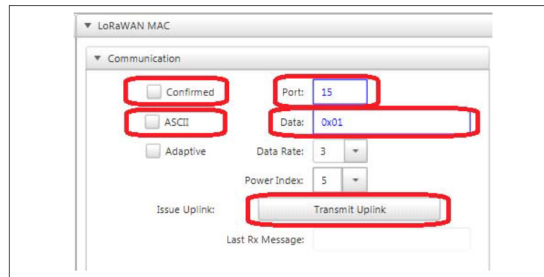 ▼ LoRaWAN MAC
▼ Communication
Confirmed Port: 15
ASCII Data: 0x01
Adaptive Data Rate: 3
Power Index: 5
Issue Uplink: Transmit Uplink
Last Rx Message: